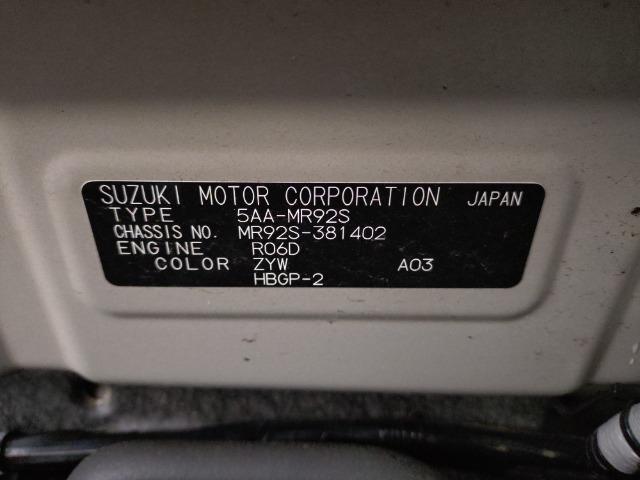 SUZUKI MOTOR CORPORATION JAPAN
TYPE 5AA-MR92S
CHASSIS NO. MR92S-381402
ENGINE R06D
COLOR ZYW A03
HBGP-2